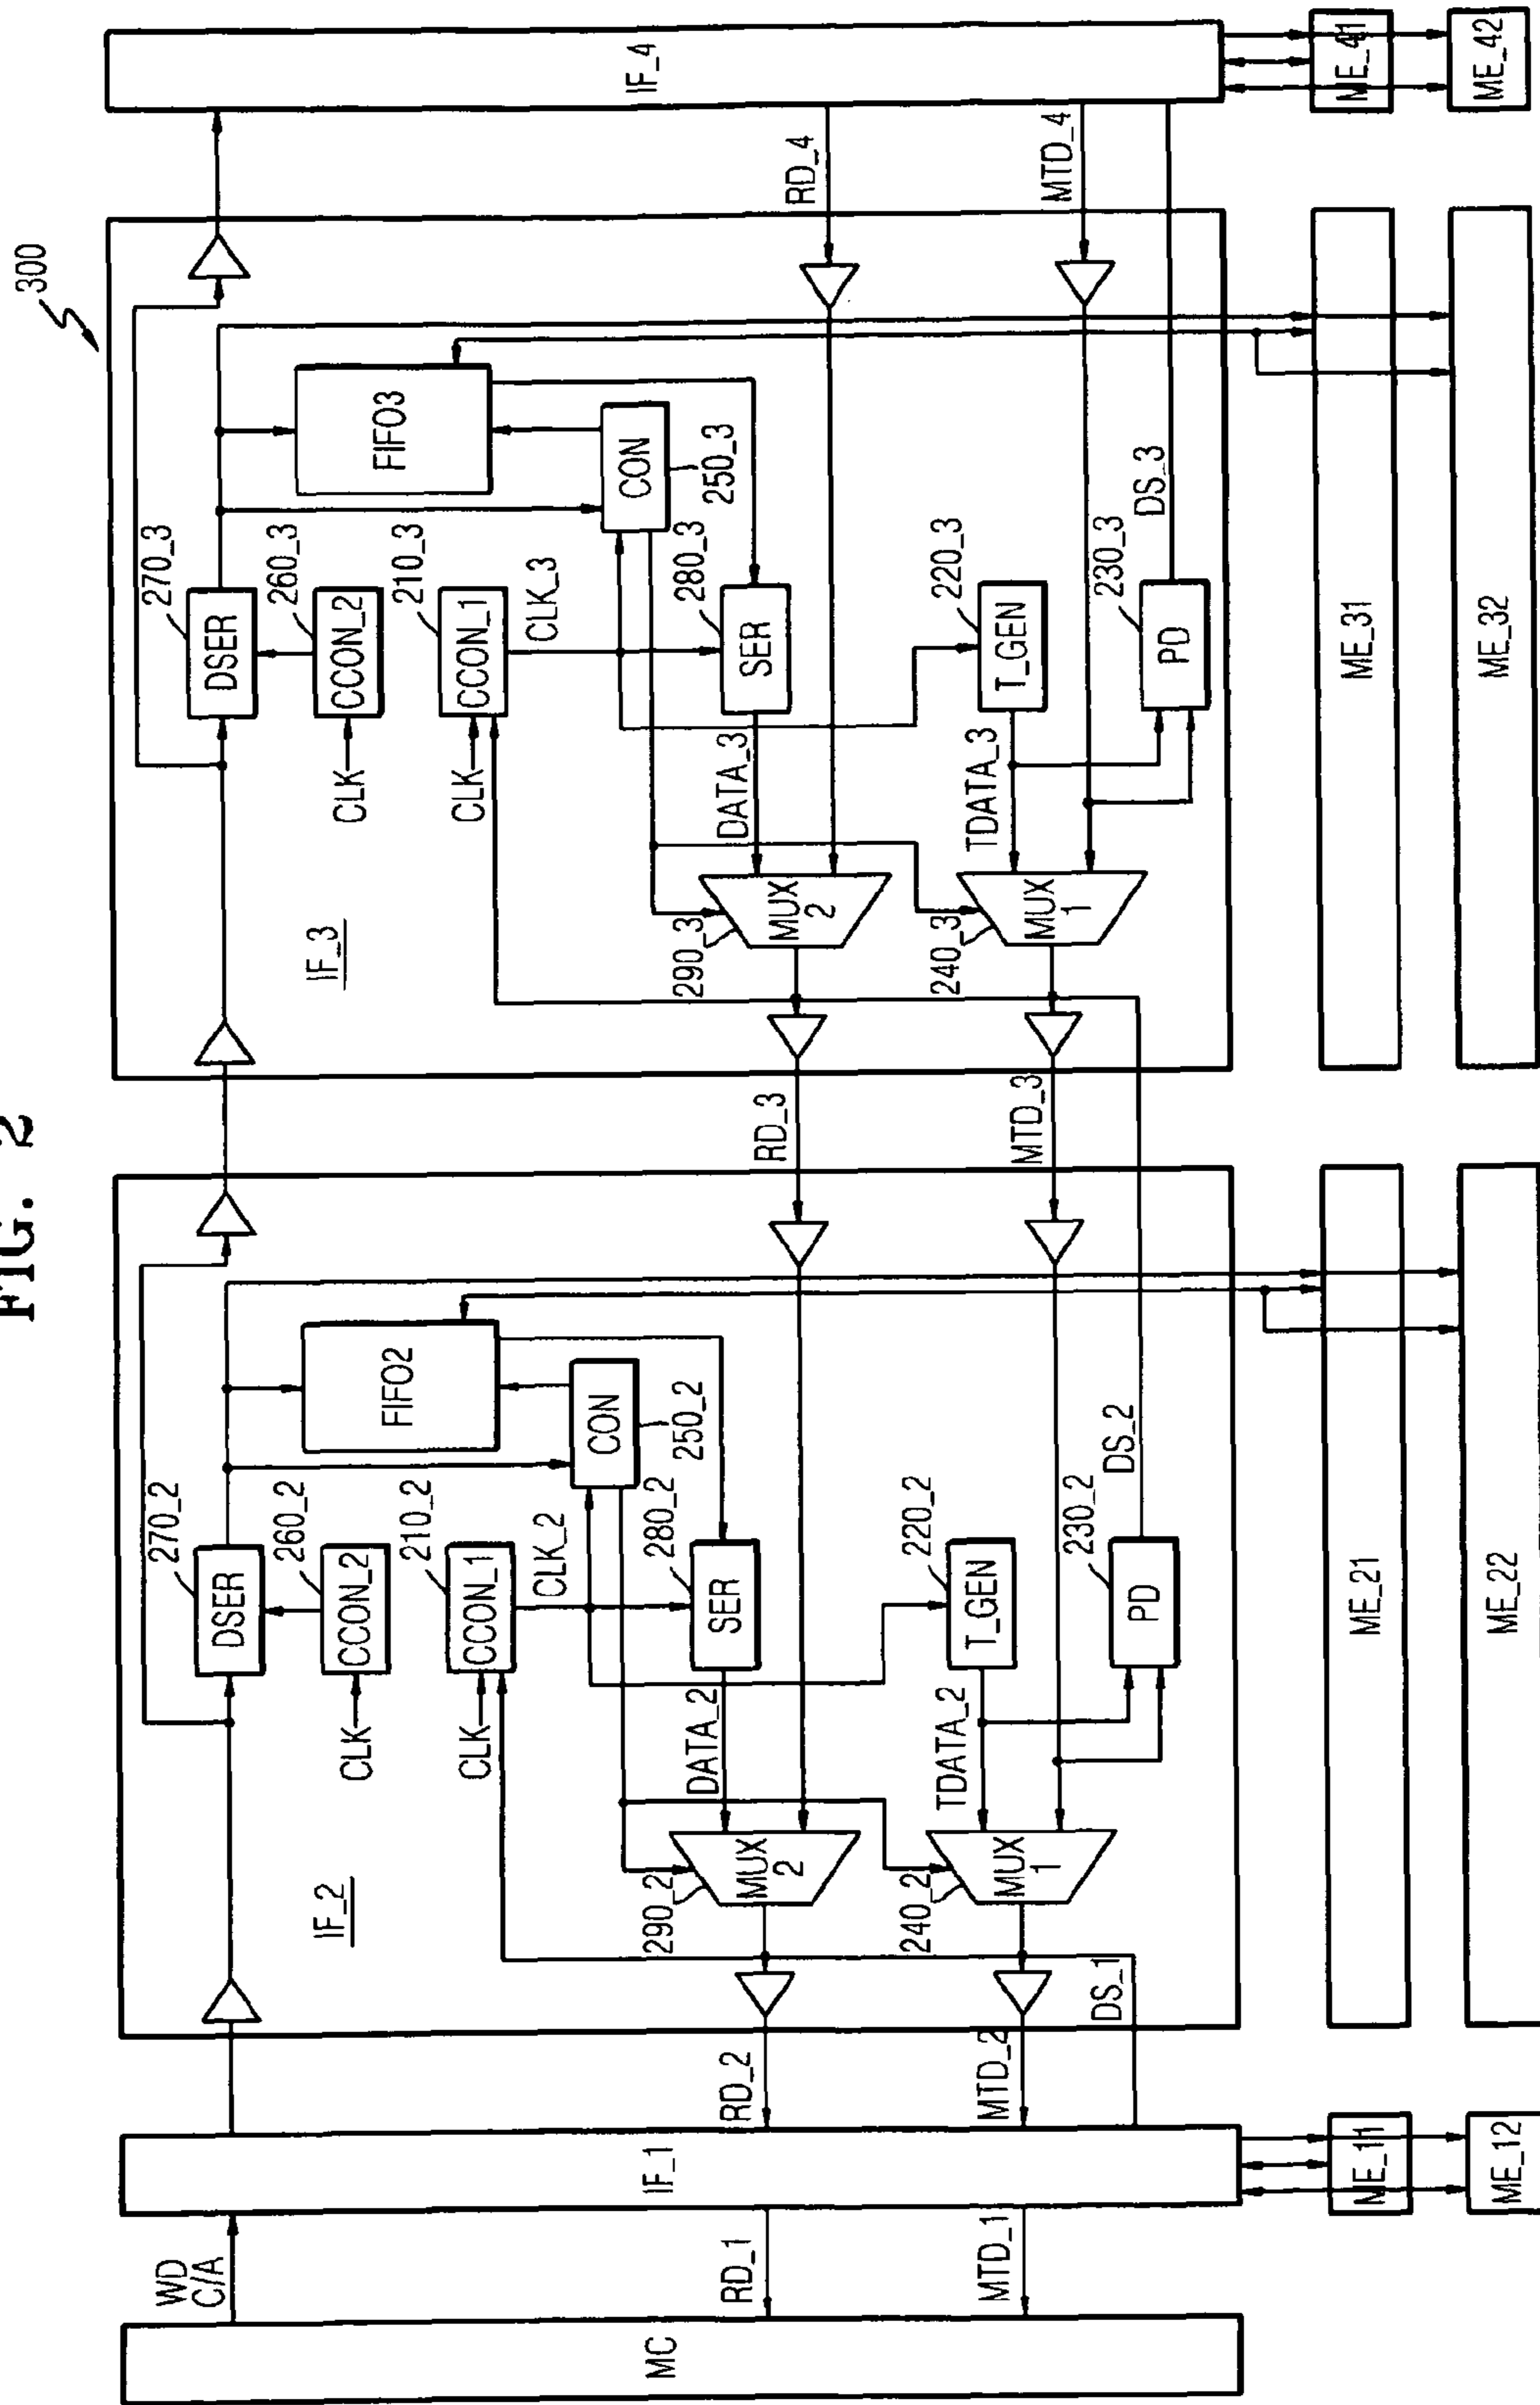 FIG. 2
300
MC
WD
C/A
RD_1
MTD_1
IF_1
ME_11
ME_12
RD_2
MTD_2
DS_1
IF_2
270_2
DSER
260_2
CCON_2
CLK
210_2
CCON_1
CLK
CLK_2
FIFO2
CON
250_2
280_2
SER
DATA_2
290_2
MUX
2
220_2
T_GEN
TDATA_2
240_2
MUX
1
230_2
PD
DS_2
ME_21
ME_22
RD_3
MTD_3
IF_3
270_3
DSER
260_3
CCON_2
CLK
210_3
CCON_1
CLK
CLK_3
FIFO3
CON
250_3
280_3
SER
DATA_3
290_3
MUX
2
220_3
T_GEN
TDATA_3
240_3
MUX
1
230_3
PD
DS_3
ME_31
ME_32
RD_4
MTD_4
IF_4
ME_41
ME_42